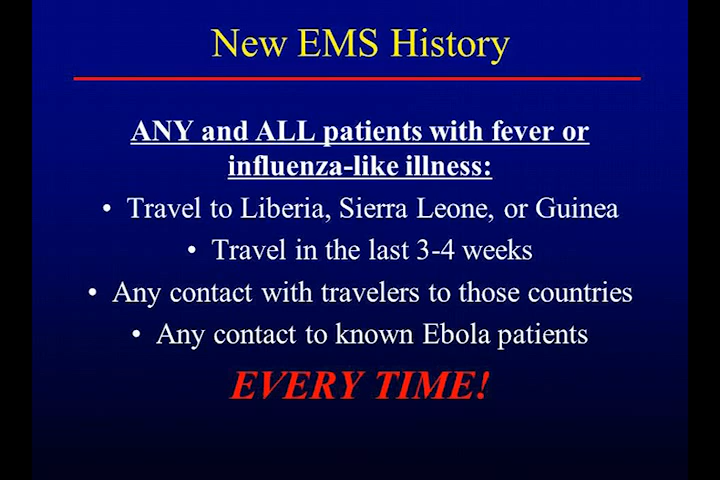 New EMS History
ANY and ALL patients with fever or
influenza-like illness:
• Travel to Liberia, Sierra Leone, or Guinea
• Travel in the last 3-4 weeks
• Any contact with travelers to those countries
• Any contact to known Ebola patients
EVERY TIME!